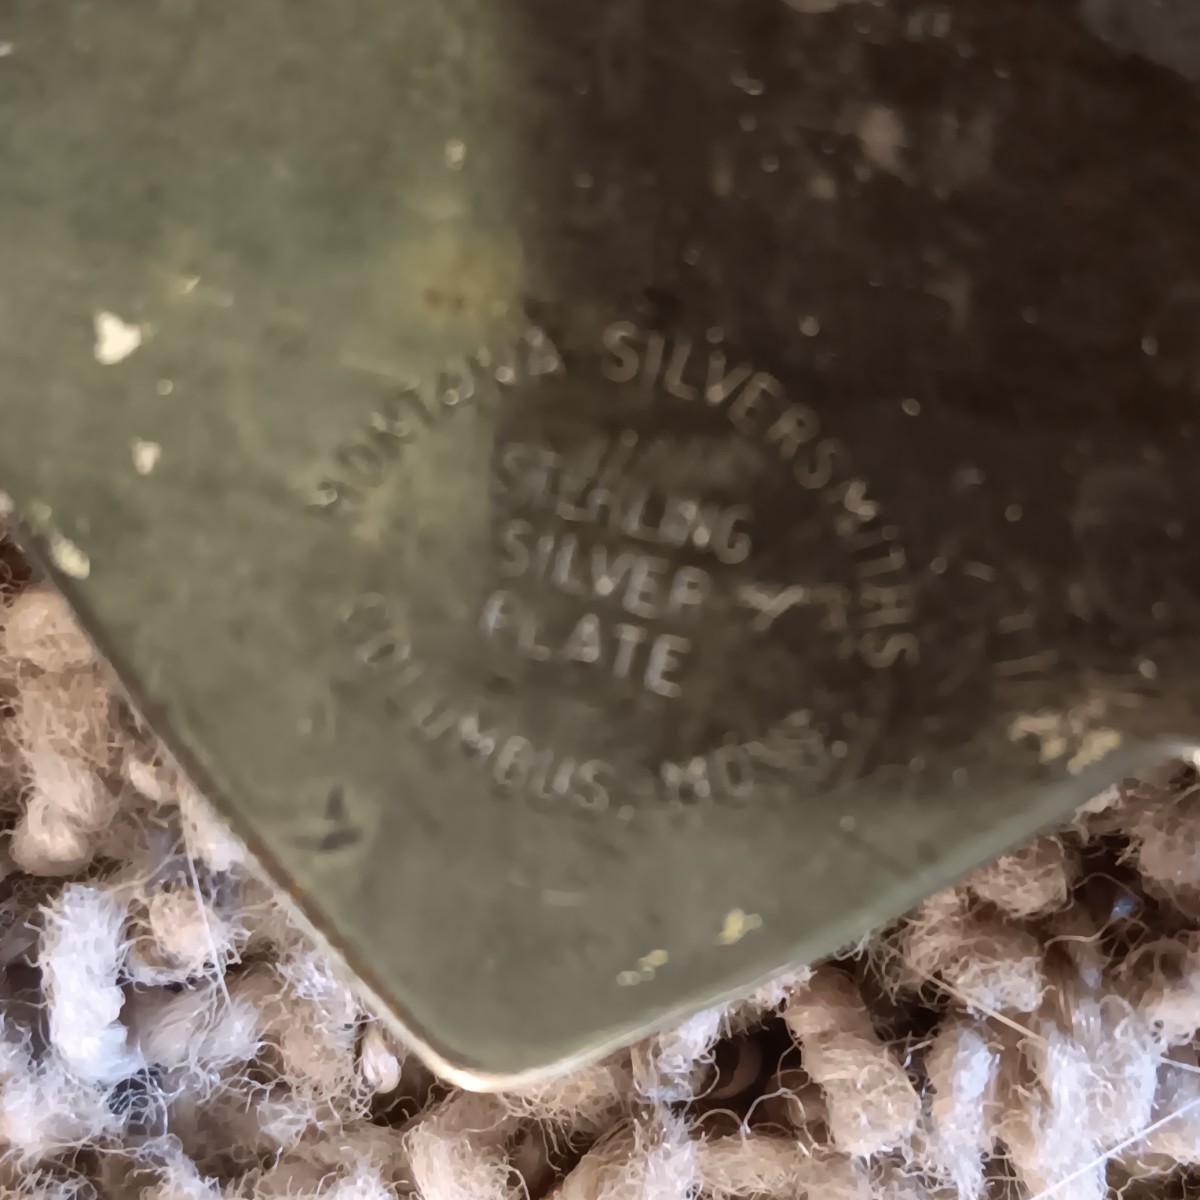 MONTANA SILVERSMITHS
STERLING
SILVER
PLATE
COLUMBUS, MONT.